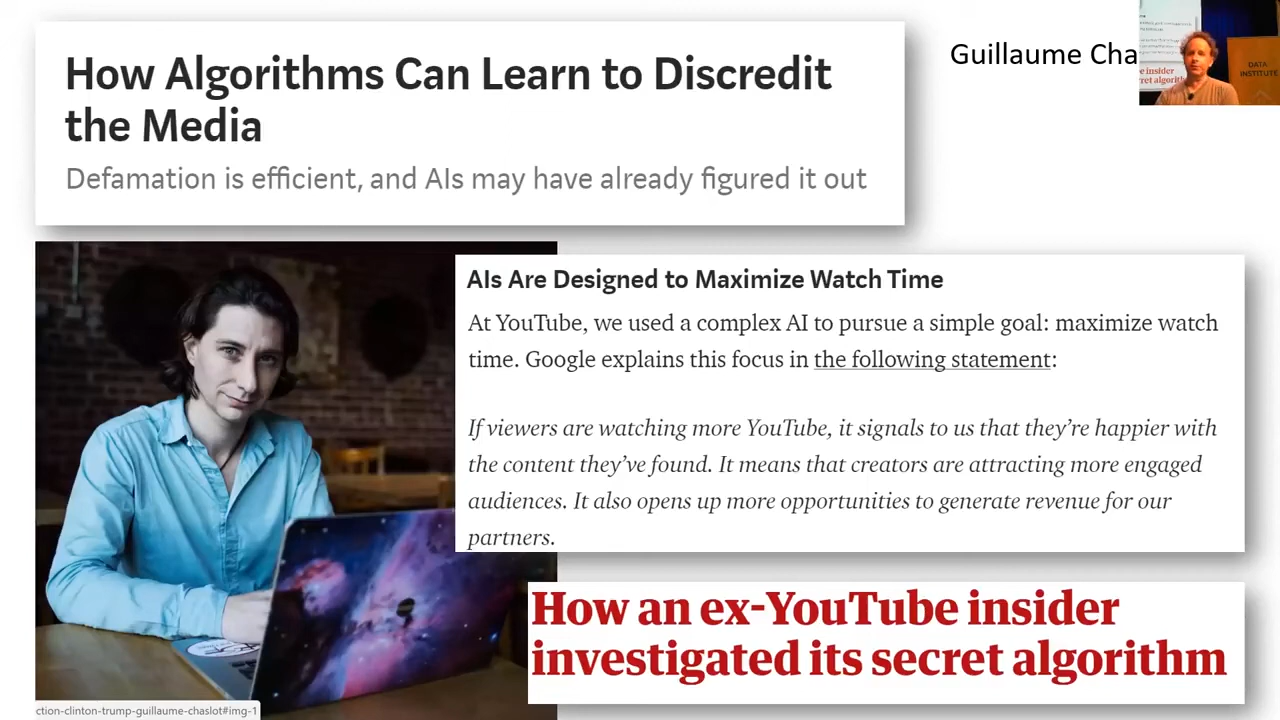 How Algorithms Can Learn to Discredit
the Media
Defamation is efficient, and AIs may have already figured it out
Guillaume Cha
DATA
INSTITUTE
AIs Are Designed to Maximize Watch Time
At YouTube, we used a complex AI to pursue a simple goal: maximize watch
time. Google explains this focus in the following statement:
If viewers are watching more YouTube, it signals to us that they’re happier with
the content they’ve found. It means that creators are attracting more engaged
audiences. It also opens up more opportunities to generate revenue for our
partners.
How an ex-YouTube insider
investigated its secret algorithm
ction-clinton-trump-guillaume-chaslot#img-1